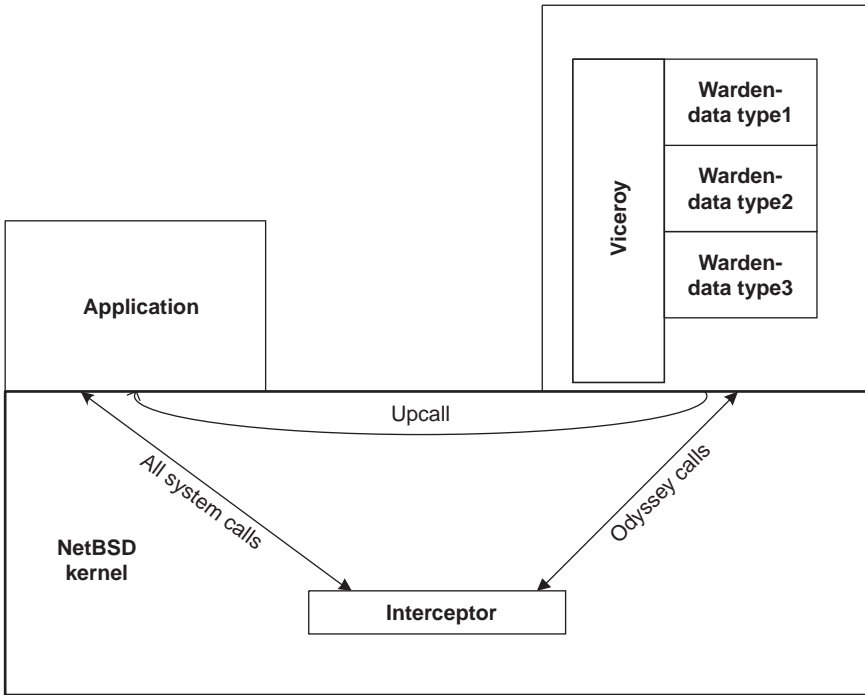 Warden-
data type1
Warden-
data type2
Warden-
data type3
Viceroy
Application
Upcall
All system calls
Odyssey calls
NetBSD
kernel
Interceptor